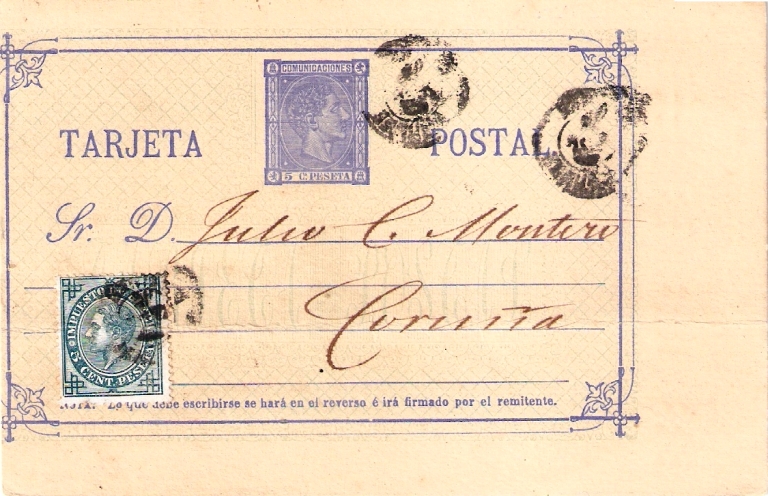 COMUNICACIONES
TARJETA POSTAL
5 C. PESETA
Sr. D. Julio C. Montero
Coruña
IMPUESTO DE GUERRA
5 CENT. PESETA
NOTA. Lo que debe escribirse se hará en el reverso é irá firmado por el remitente.